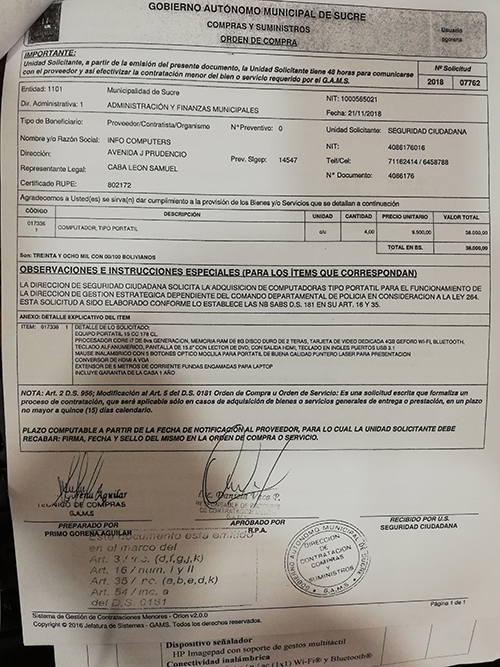 GOBIERNO AUTÓNOMO MUNICIPAL DE SUCRE
COMPRAS Y SUMINISTROS
ORDEN DE COMPRA
Usuario
pgorena
IMPORTANTE:
Unidad Solicitante, a partir de la emisión del presente documento, la Unidad Solicitante tiene 48 horas para comunicarse
con el proveedor y así efectivizar la contratación menor del bien o servicio requerido por el G.A.M.S.
Nº Solicitud
2018 07762
Entidad: 1101 Municipalidad de Sucre NIT: 1000565021
Dir. Administrativa: 1 ADMINISTRACIÓN Y FINANZAS MUNICIPALES Fecha: 21/11/2018
Tipo de Beneficiario: Proveedor/Contratista/Organismo N°Preventivo: 0 Unidad Solicitante: SEGURIDAD CIUDADANA
Nombre y/o Razón Social: INFO COMPUTERS NIT: 4086176016
Dirección: AVENIDA J PRUDENCIO Prev. Sigep: 14547 Telf/Cel: 71162414 / 6458788
Representante Legal: CABA LEON SAMUEL N° Documento: 4086176
Certificado RUPE: 802172
Agradecemos a Usted(es) se sirva(n) dar cumplimiento a la provisión de los Bienes y/o Servicios que se detallan a continuación
CÓDIGO DESCRIPCIÓN UNIDAD CANTIDAD PRECIO UNITARIO VALOR TOTAL
017336 1 COMPUTADOR, TIPO PORTATIL c/u 4,00 9.500,00 38.000,00
TOTAL EN BS. 38.000,00
Son: TREINTA Y OCHO MIL CON 00/100 BOLIVIANOS
OBSERVACIONES E INSTRUCCIONES ESPECIALES (PARA LOS ÍTEMS QUE CORRESPONDAN)
LA DIRECCION DE SEGURIDAD CIUDADANA SOLICITA LA ADQUISICION DE COMPUTADORAS TIPO PORTATIL PARA EL FUNCIONAMIENTO DE
LA DIRECCION DE GESTION ESTRATEGICA DEPENDIENTE DEL COMANDO DEPARTAMENTAL DE POLICIA EN CONSIDERACION A LA LEY 264.
ESTA SOLICITUD A SIDO ELABORADO CONFORME LO ESTABLECE LAS NB SABS D.S. 181 EN SU ART. 16 Y 35.
ANEXO: DETALLE EXPLICATIVO DEL ITEM
ITEM: 017336 1 DETALLE DE LO SOLICITADO:
EQUIPO PORTATIL 15 CC 178 CL.
PROCESADOR CORE i7 DE 8va GENERACION, MEMORIA RAM DE 8G DISCO DURO DE 2 TERAS, TARJETA DE VIDEO DEDICADA 4GB GEFORD WI-FI, BLUETOOTH,
TECLADO ALFANUMERICO, PANTALLA DE 15.6" CON LECTOR DE DVD, CON SALIDA HDMI, TECLADO EN INGLES PUERTOS USB 3.1
MAUSE INALAMBRICO CON 5 BOTONES OPTICO MOCLULA PARA PORTATIL DE BUENA CALIDAD PUNTERO LASER PARA PRESENTACION
CONVERSOR DE HDMI A VGA
EXTENSOR DE 5 METROS DE CORRIENTE FUNDAS ENGAMADAS PARA LAPTOP
INCLUYE GARANTIA DE LA CASA 1 AÑO
NOTA: Art. 2 D.S. 956; Modificación al Art. 5 del D.S. 0181 Orden de Compra u Orden de Servicio: Es una solicitud escrita que formaliza un
proceso de contratación, que será aplicable sólo en casos de adquisición de bienes o servicios generales de entrega o prestación, en un plazo
no mayor a quince (15) días calendario.
PLAZO COMPUTABLE A PARTIR DE LA FECHA DE NOTIFICACIÓN AL PROVEEDOR, PARA LO CUAL LA UNIDAD SOLICITANTE DEBE
RECABAR: FIRMA, FECHA Y SELLO DEL MISMO EN LA ORDEN DE COMPRA O SERVICIO.
Gorena Aguilar
TECNICO DE COMPRAS
G.A.M.S.
Lic. Daniela Vaca P.
PREPARADO POR
PRIMO GORENA AGUILAR
APROBADO POR
R.P.A.
RECIBIDO POR U.S.
SEGURIDAD CIUDADANA
Este documento esta emitido
en el marco del
Art. 3 / inc. (d,f,g,j,k)
Art. 16 / num. I y II
Art. 35 / inc. (a,b,e,d,k)
Art. 54 / inc. a
del D.S. 0181
GOBIERNO AUTÓNOMO MUNICIPAL DE SUCRE
DIRECCION
DE
CONTRATACION
COMPRAS
Y
SUMINISTROS
G.A.M.S.
Página 1 de 1
Sistema de Gestión de Contrataciones Menores - Orion v2.0.0
Copyright © 2016 Jefatura de Sistemas - GAMS. Todos los derechos reservados.
Dispositivo señalador
HP Imagepad con soporte de gestos multitáctil
Conectividad inalámbrica
(1x1) Wi-Fi® y Bluetooth®